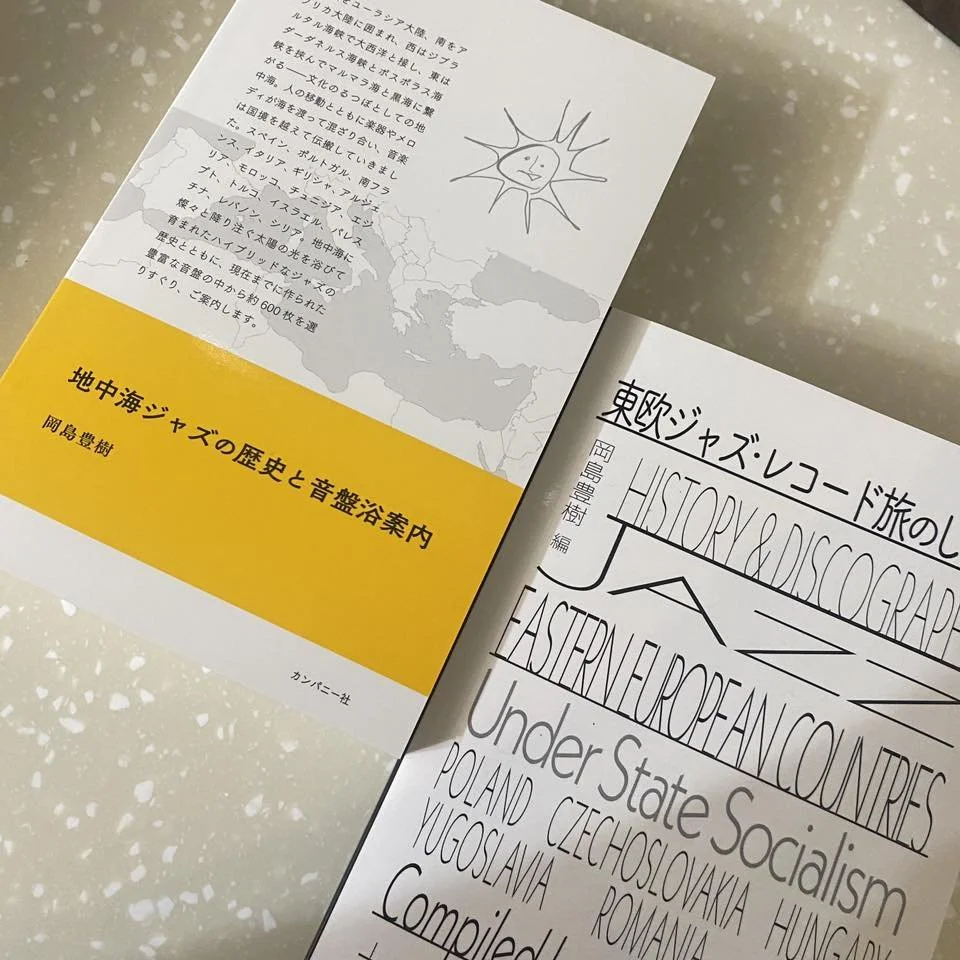 をユーラシア大陸、南をア
フリカ大陸に囲まれ、西はジブラ
ルタル海峡で大西洋と接し、東は
ダーダネルス海峡とボスポラス海
峡を挟んでマルマラ海と黒海に繋
がる——文化のるつぼとしての地
中海。人の移動とともに楽器やメロ
ディが海を渡って混ざり合い、音楽
は国境を越えて伝搬していきまし
た。スペイン、ポルトガル、南フラ
ンス、イタリア、ギリシャ、アルジェ
リア、モロッコ、チュニジア、エジ
プト、トルコ、イスラエル、パレス
チナ、レバノン、シリア。地中海に
燦々と降り注ぐ太陽の光を浴びて
育まれたハイブリッドなジャズの
歴史とともに、現在までに作られた
豊富な音盤の中から約600枚を選
りすぐり、ご案内します。
地中海ジャズの歴史と音盤浴案内
岡島豊樹
カンパニー社
東欧ジャズ・レコード旅のし
岡島豊樹 編
HISTORY & DISCOGRAPH
JAZZ
EASTERN EUROPEAN COUNTRIES
Under State Socialism
POLAND CZECHOSLOVAKIA HUNGARY
YUGOSLAVIA ROMANIA
Compiled